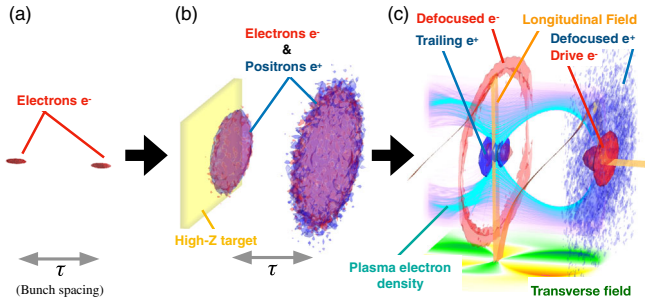 (a)
Electrons e-
τ
(Bunch spacing)
(b)
Electrons e-
&
Positrons e+
High-Z target
τ
(c)
Defocused e-
Trailing e+
Longitudinal Field
Defocused e+
Drive e-
Plasma electron
density
Transverse field